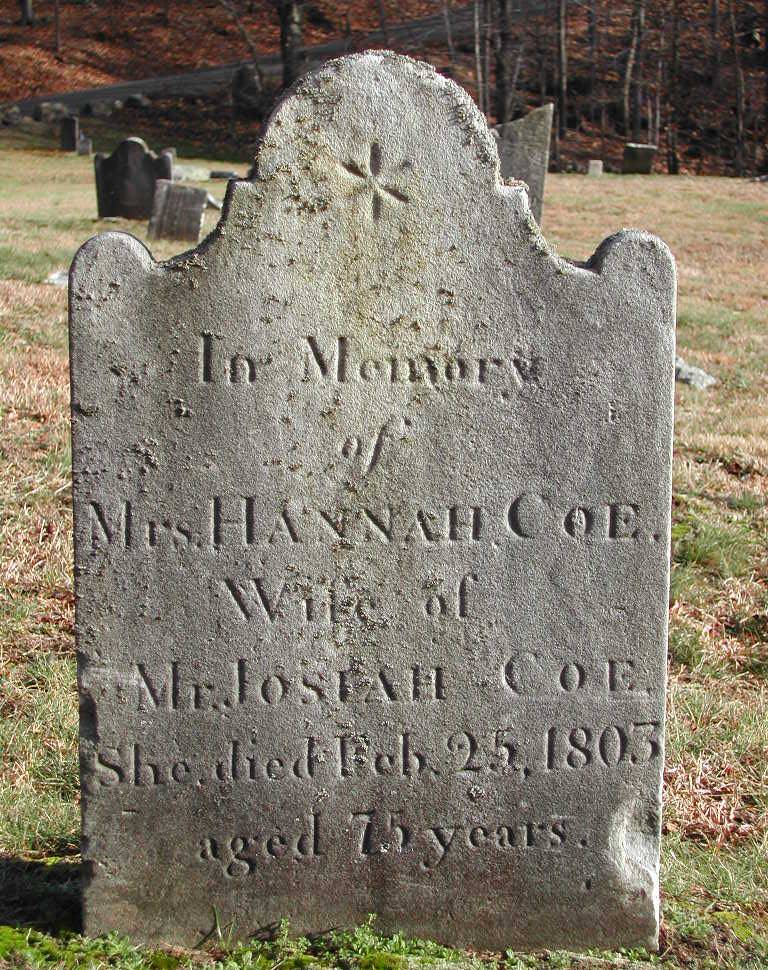 In Memory
of
Mrs. HANNAH COE.
Wife of
Mr. JOSIAH COE.
She died Feb. 25, 1803
aged 75 years.